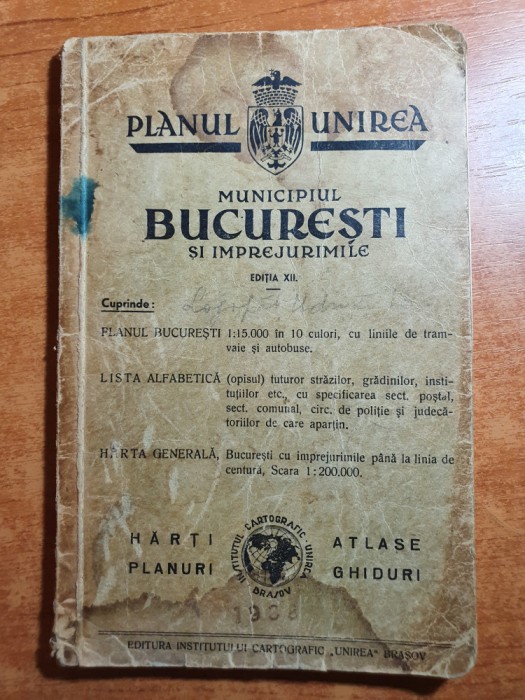 PLANUL UNIREA
MUNICIPIUL
BUCUREȘTI
ȘI IMPREJURIMILE
EDIȚIA XII.
Cuprinde:
PLANUL BUCUREȘTI 1:15.000 în 10 culori, cu liniile de tram-
vaie și autobuse.
LISTA ALFABETICĂ (opisul) tuturor străzilor, grădinilor, insti-
tuțiilor etc., cu specificarea sect. poștal,
sect. comunal, circ. de poliție și judecă-
toriilor de care aparțin.
HARTA GENERALĂ, București cu imprejurimile până la linia de
centură, Scara 1:200.000.
HĂRȚI
PLANURI
INSTITUTUL CARTOGRAFIC "UNIREA"
BRAȘOV
ATLASE
GHIDURI
EDITURA INSTITUTULUI CARTOGRAFIC „UNIREA" BRAȘOV